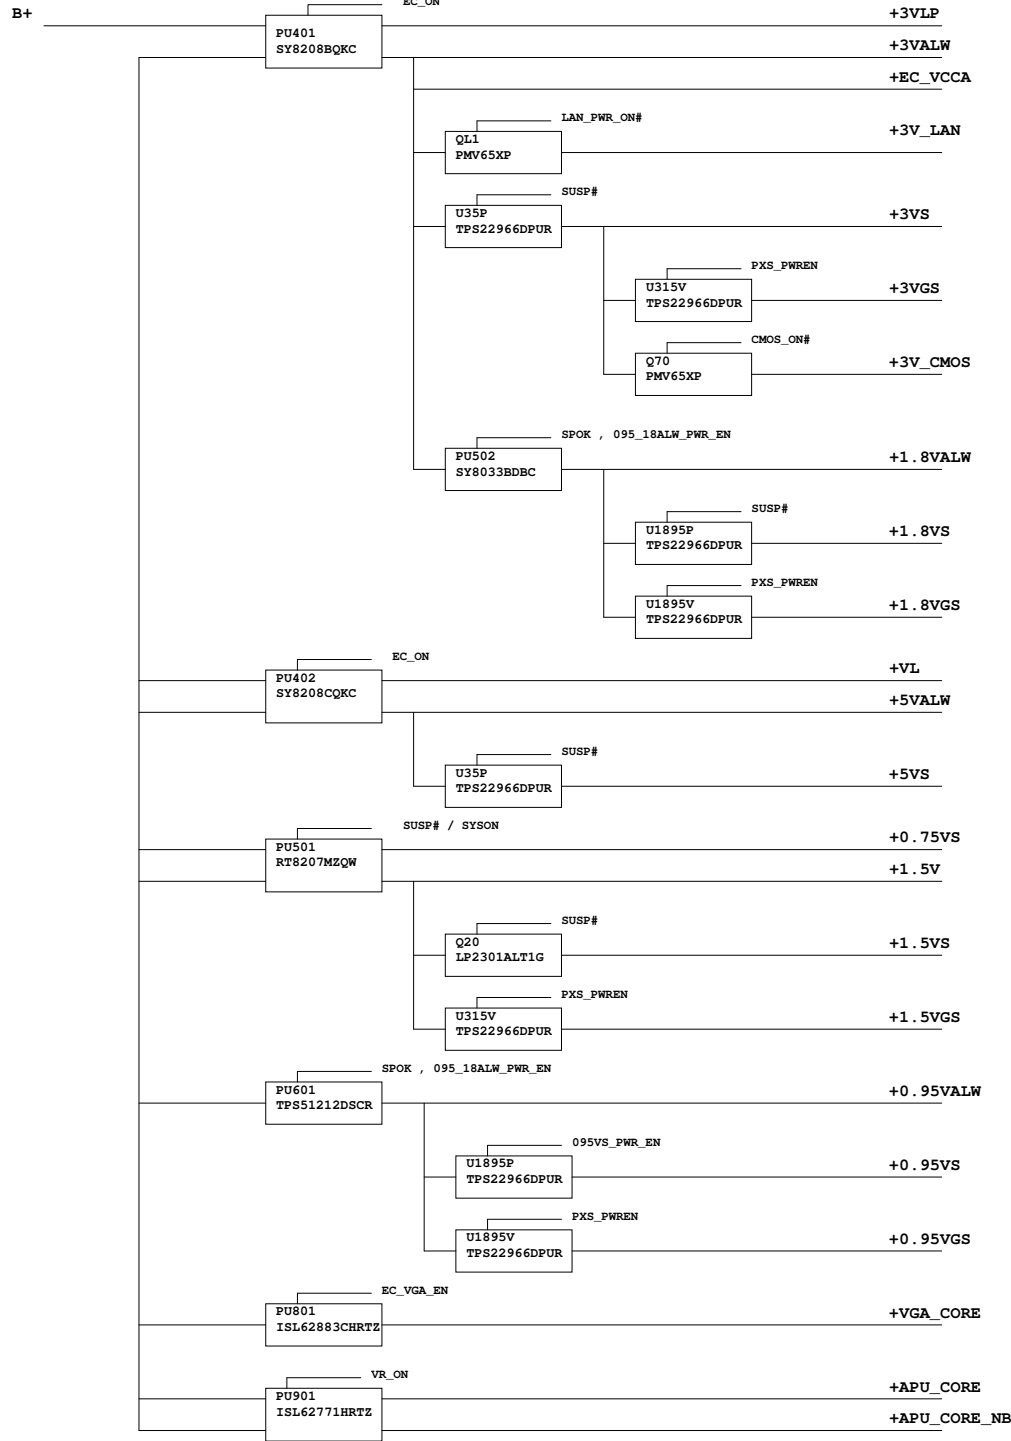 EC_ON
B+
+3VLP
PU401
SY8208BQKC
+3VALW
+EC_VCCA
LAN_PWR_ON#
+3V_LAN
QL1
PMV65XP
SUSP#
U35P
TPS22966DPUR
+3VS
PXS_PWREN
U315V
TPS22966DPUR
+3VGS
CMOS_ON#
Q70
PMV65XP
+3V_CMOS
SPOK , 095_18ALW_PWR_EN
PU502
SY8033BDBC
+1.8VALW
SUSP#
U1895P
TPS22966DPUR
+1.8VS
PXS_PWREN
U1895V
TPS22966DPUR
+1.8VGS
EC_ON
PU402
SY8208CQKC
+VL
+5VALW
SUSP#
U35P
TPS22966DPUR
+5VS
SUSP# / SYSON
PU501
RT8207MZQW
+0.75VS
+1.5V
SUSP#
Q20
LP2301ALT1G
+1.5VS
PXS_PWREN
U315V
TPS22966DPUR
+1.5VGS
SPOK , 095_18ALW_PWR_EN
PU601
TPS51212DSCR
+0.95VALW
095VS_PWR_EN
U1895P
TPS22966DPUR
+0.95VS
PXS_PWREN
U1895V
TPS22966DPUR
+0.95VGS
EC_VGA_EN
PU801
ISL62883CHRTZ
+VGA_CORE
VR_ON
PU901
ISL62771HRTZ
+APU_CORE
+APU_CORE_NB